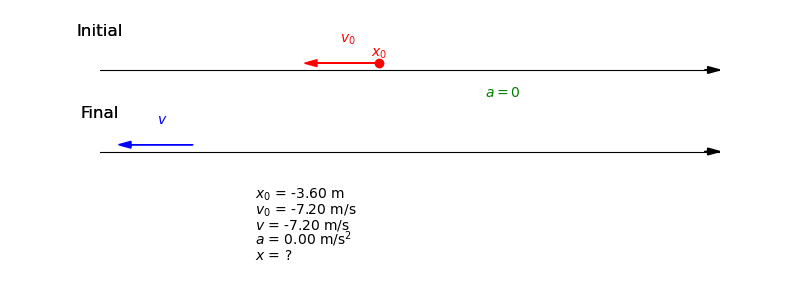 Initial
v₀
x₀
a = 0
Final
v
x₀ = -3.60 m
v₀ = -7.20 m/s
v = -7.20 m/s
a = 0.00 m/s²
x = ?